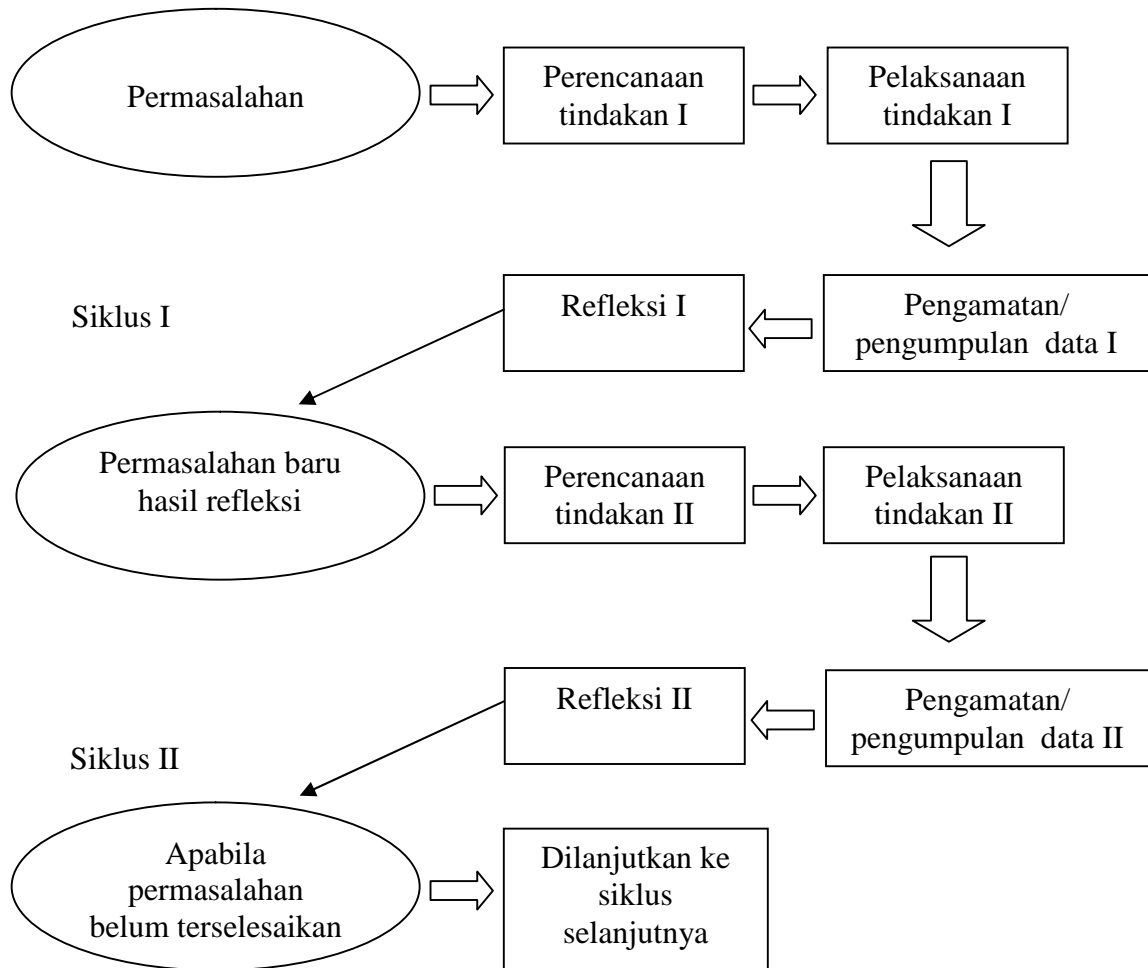 Permasalahan
Perencanaan
tindakan I
Pelaksanaan
tindakan I
Siklus I
Refleksi I
Pengamatan/
pengumpulan data I
Permasalahan baru
hasil refleksi
Perencanaan
tindakan II
Pelaksanaan
tindakan II
Siklus II
Refleksi II
Pengamatan/
pengumpulan data II
Apabila
permasalahan
belum terselesaikan
Dilanjutkan ke
siklus
selanjutnya